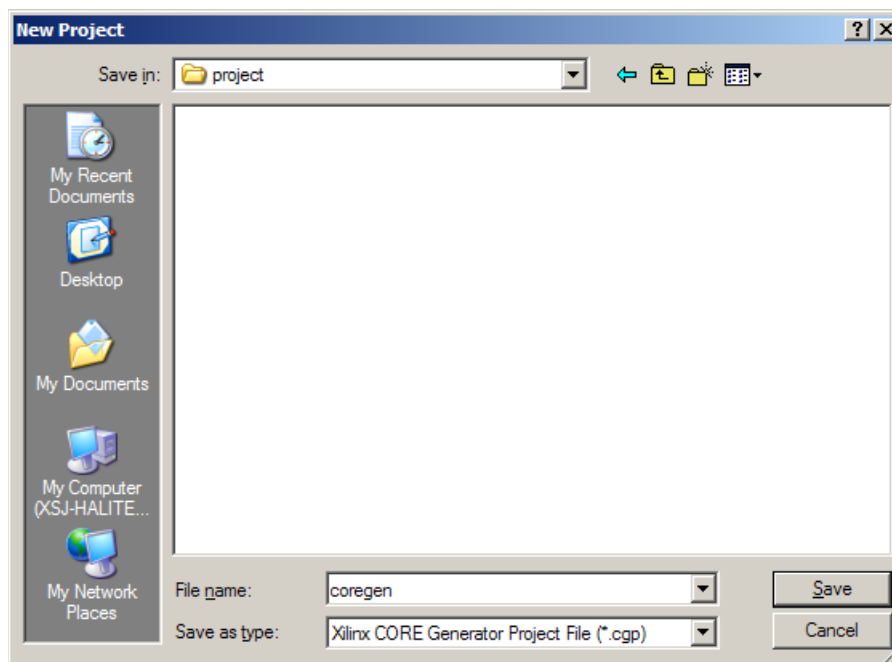 New Project
Save in:
project
My Recent
Documents
Desktop
My Documents
My Computer
(XSJ-HALITE...
My Network
Places
File name:
coregen
Save
Save as type:
Xilinx CORE Generator Project File (*.cgp)
Cancel